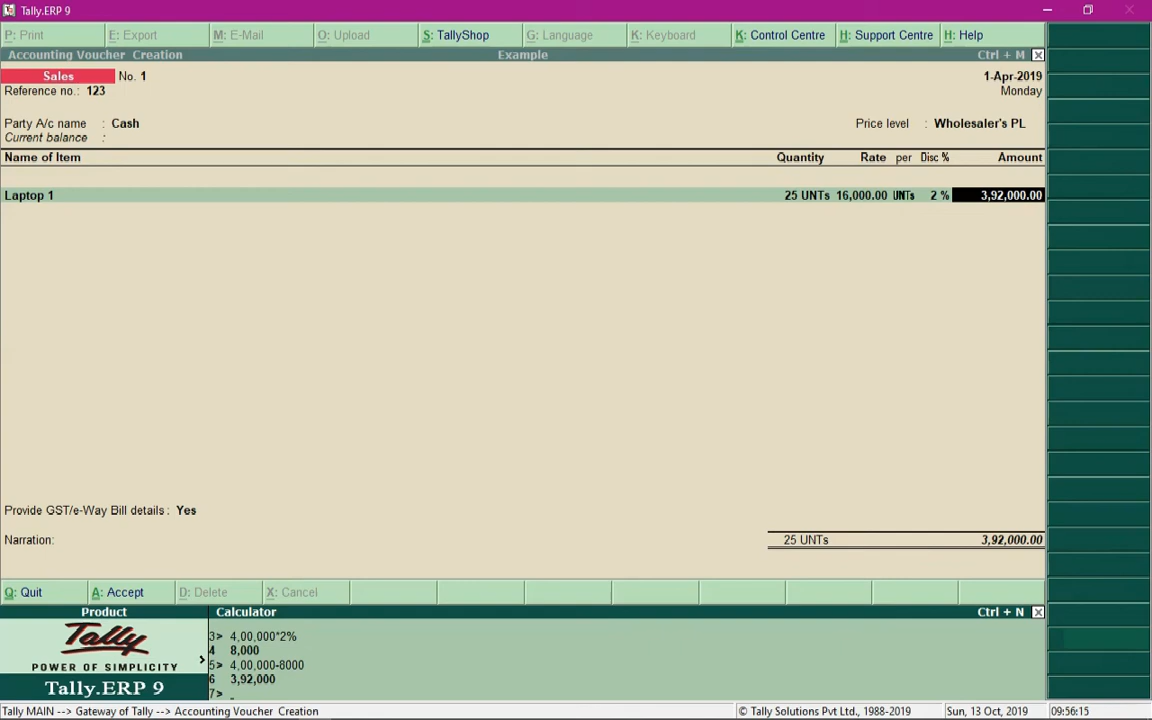 Tally.ERP 9
P: Print E: Export M: E-Mail O: Upload S: TallyShop G: Language K: Keyboard K: Control Centre H: Support Centre H: Help
Accounting Voucher Creation Example Ctrl + M
Sales No. 1 1-Apr-2019
Reference no.: 123 Monday
Party A/c name : Cash Price level : Wholesaler's PL
Current balance :
Name of Item Quantity Rate per Disc % Amount
Laptop 1 25 UNTs 16,000.00 UNTs 2 % 3,92,000.00
Provide GST/e-Way Bill details : Yes
Narration: 25 UNTs 3,92,000.00
Q: Quit A: Accept D: Delete X: Cancel
Product Calculator Ctrl + N
Tally
POWER OF SIMPLICITY
Tally.ERP 9
3> 4,00,000*2%
4 8,000
5> 4,00,000-8000
6 3,92,000
7> _
Tally MAIN --> Gateway of Tally --> Accounting Voucher Creation © Tally Solutions Pvt Ltd., 1988-2019 Sun, 13 Oct, 2019 09:56:15